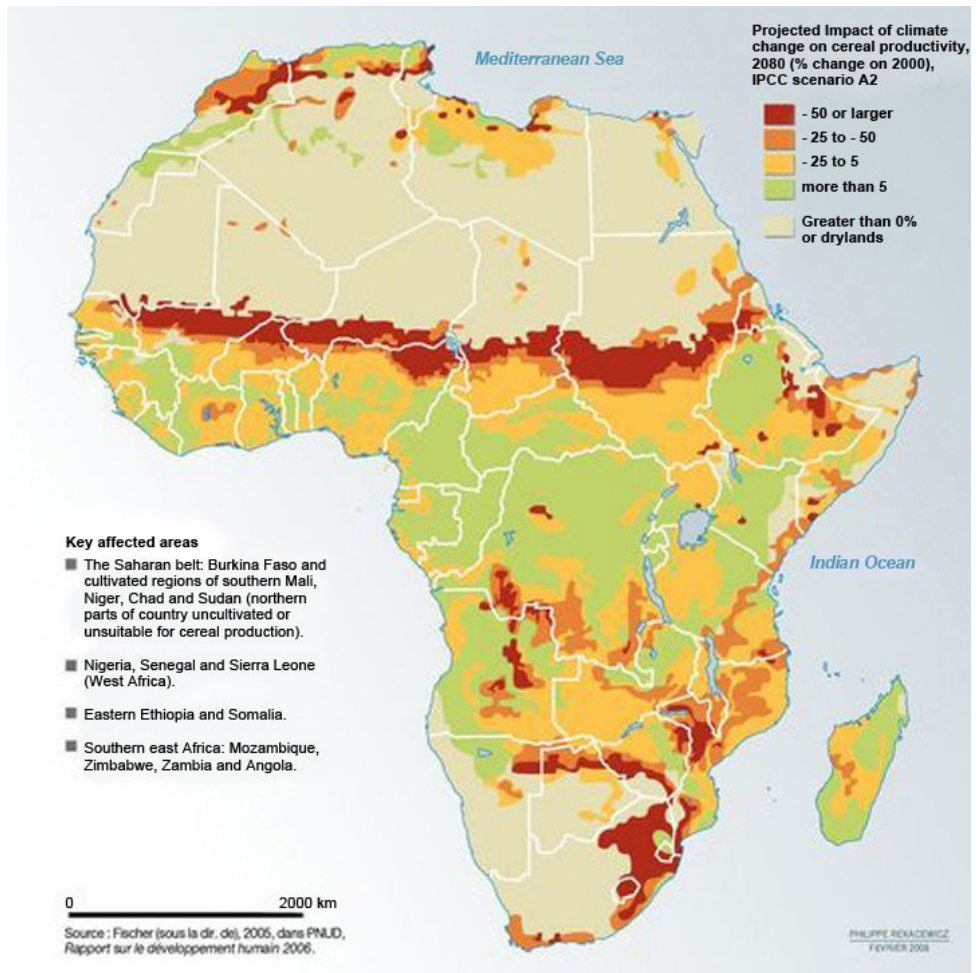 Mediterranean Sea
Projected Impact of climate
change on cereal productivity,
2080 (% change on 2000),
IPCC scenario A2
- 50 or larger
- 25 to - 50
- 25 to 5
more than 5
Greater than 0%
or drylands
Key affected areas
The Saharan belt: Burkina Faso and
cultivated regions of southern Mali,
Niger, Chad and Sudan (northern
parts of country uncultivated or
unsuitable for cereal production).
Nigeria, Senegal and Sierra Leone
(West Africa).
Eastern Ethiopia and Somalia.
Southern east Africa: Mozambique,
Zimbabwe, Zambia and Angola.
Indian Ocean
0 2000 km
Source : Fischer (sous la dir. de), 2005, dans PNUD,
Rapport sur le développement humain 2006.
PHILIPPE REKACEWICZ
FEVRIER 2008